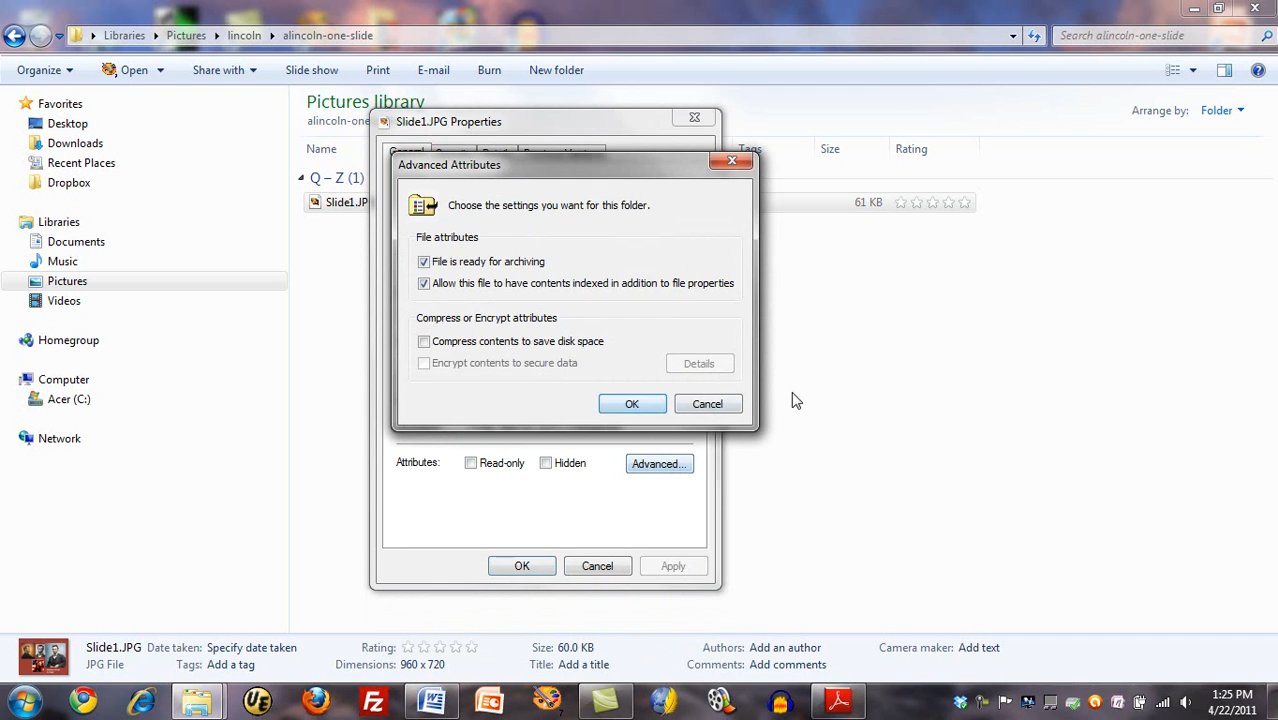 Libraries Pictures lincoln alincoln-one-slide Search alincoln-one-slide
Organize Open Share with Slide show Print E-mail Burn New folder
Favorites
Desktop
Downloads
Recent Places
Dropbox
Libraries
Documents
Music
Pictures
Videos
Homegroup
Computer
Acer (C:)
Network
Pictures library
Arrange by: Folder
Name Tags Size Rating
Q – Z (1)
Slide1.JP 61 KB
Slide1.JPG Properties
Advanced Attributes
Choose the settings you want for this folder.
File attributes
File is ready for archiving
Allow this file to have contents indexed in addition to file properties
Compress or Encrypt attributes
Compress contents to save disk space
Encrypt contents to secure data Details
OK Cancel
Attributes: Read-only Hidden Advanced...
OK Cancel Apply
Slide1.JPG Date taken: Specify date taken Rating: Size: 60.0 KB Authors: Add an author Camera maker: Add text
JPG File Tags: Add a tag Dimensions: 960 x 720 Title: Add a title Comments: Add comments
1:25 PM
4/22/2011